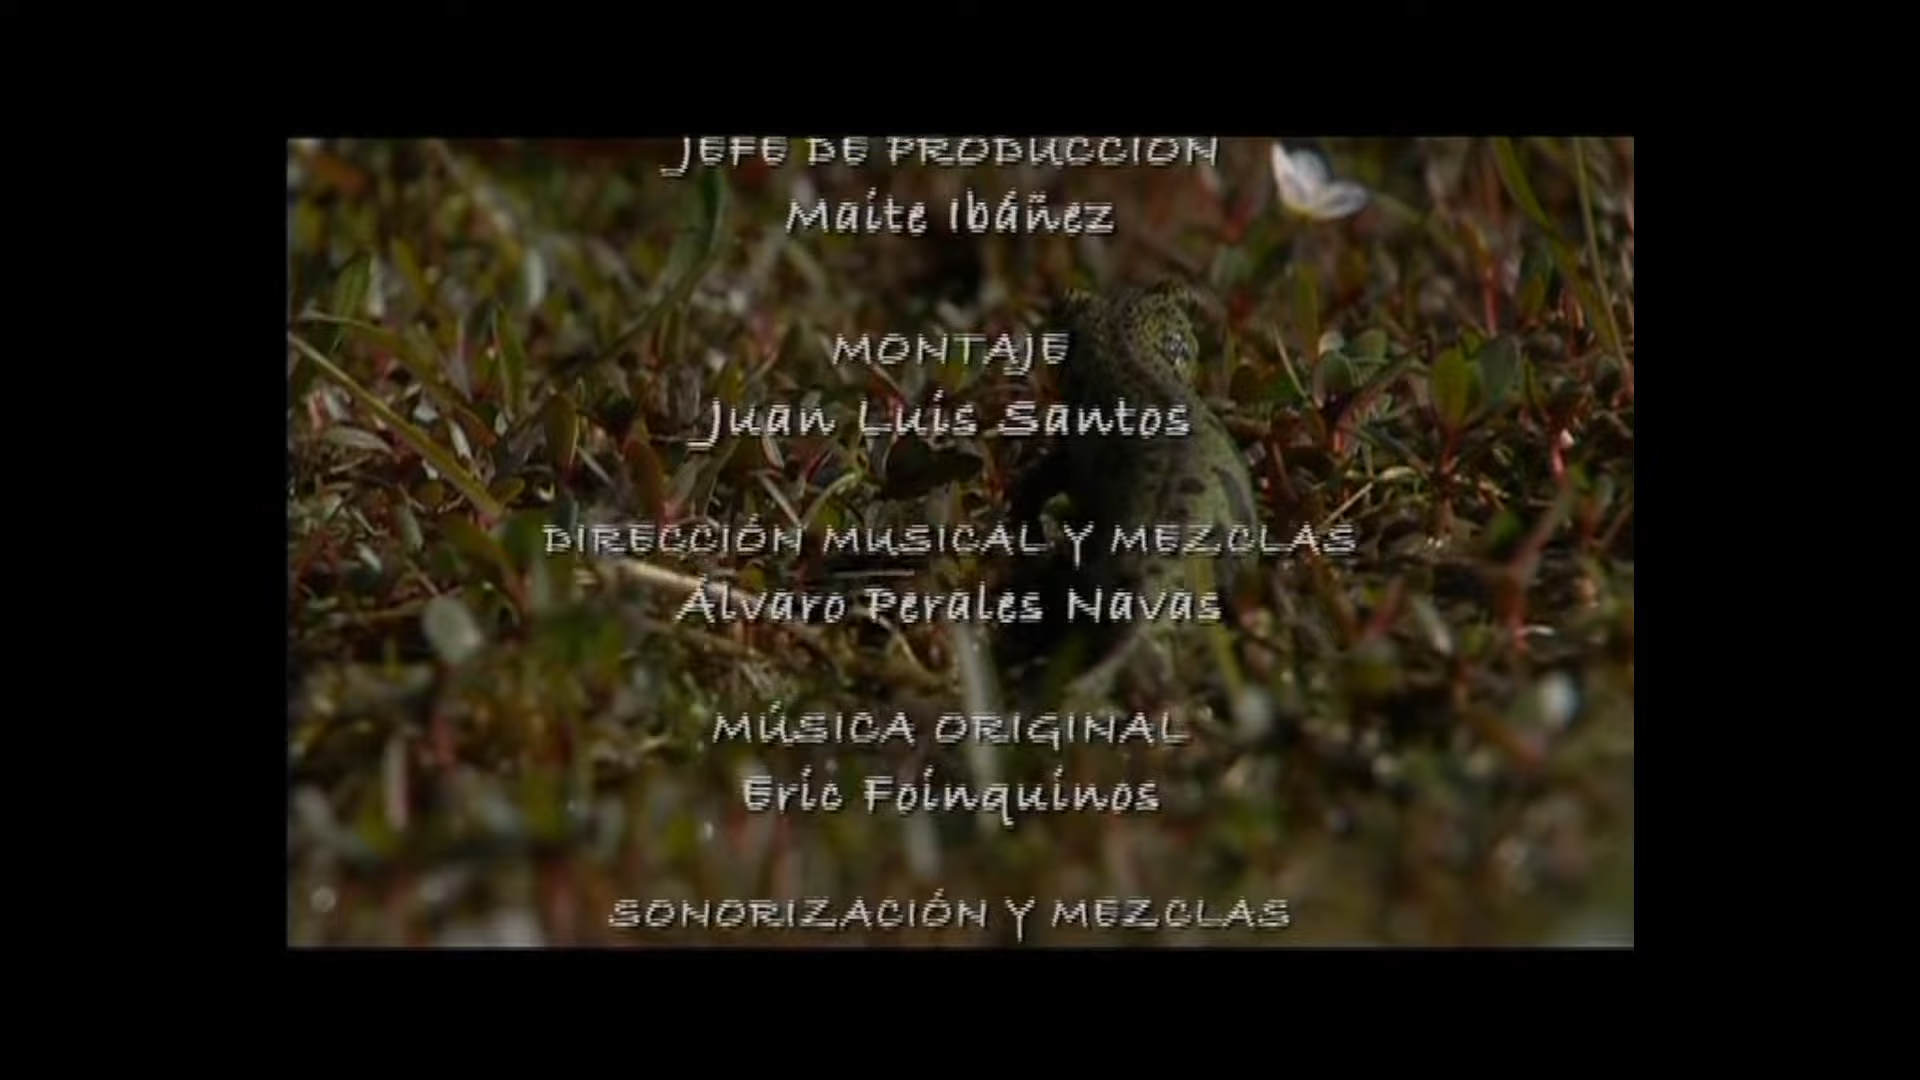 JEFE DE PRODUCCIÓN
Maite Ibáñez
MONTAJE
Juan Luis Santos
DIRECCIÓN MUSICAL Y MEZCLAS
Álvaro Perales Navas
MÚSICA ORIGINAL
Eric Foinquinos
SONORIZACIÓN Y MEZCLAS